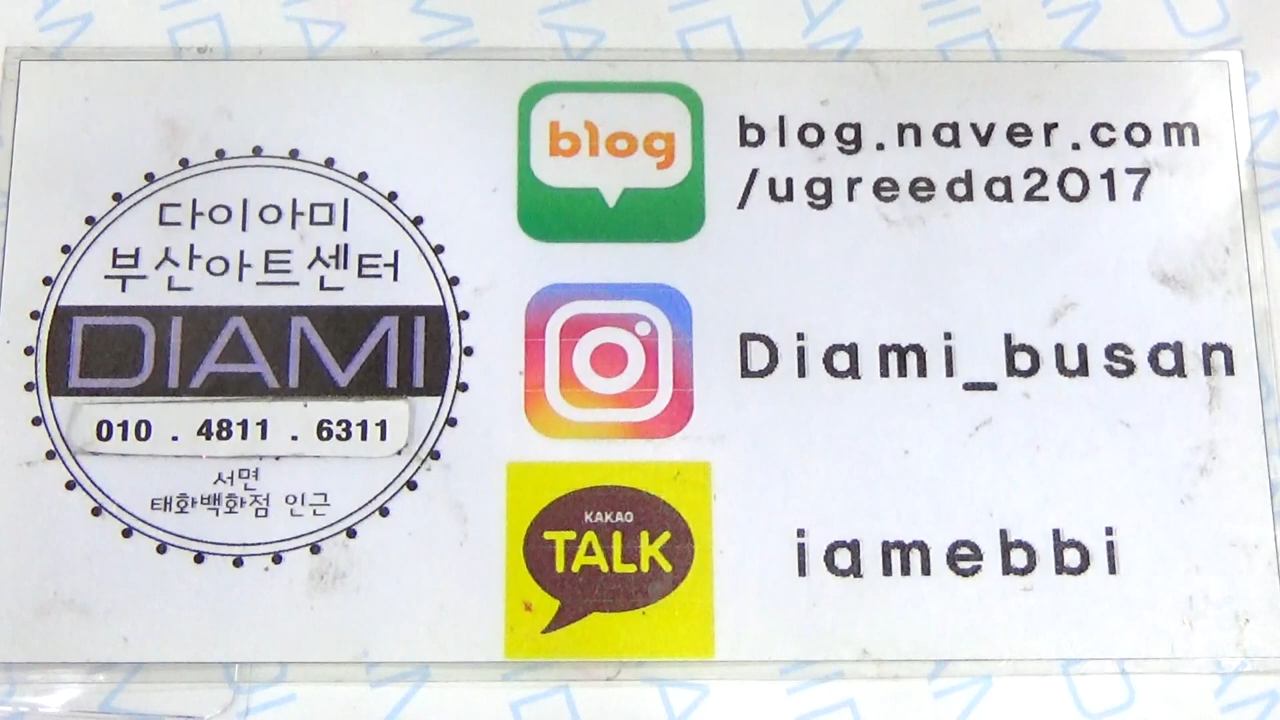 다이아미
부산아트센터
DIAMI
010 . 4811 . 6311
서면
태화백화점 인근
blog
blog.naver.com
/ugreeda2017
Diami_busan
KAKAO
TALK
iamebbi